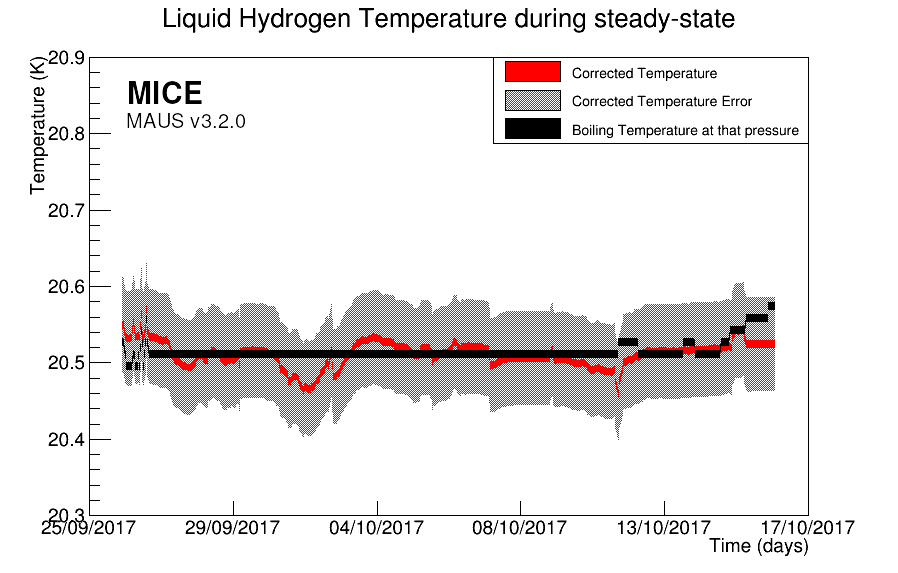 Liquid Hydrogen Temperature during steady-state
Temperature (K)
20.9
20.8
20.7
20.6
20.5
20.4
20.3
MICE
MAUS v3.2.0
Corrected Temperature
Corrected Temperature Error
Boiling Temperature at that pressure
25/09/2017 29/09/2017 04/10/2017 08/10/2017 13/10/2017 17/10/2017
Time (days)